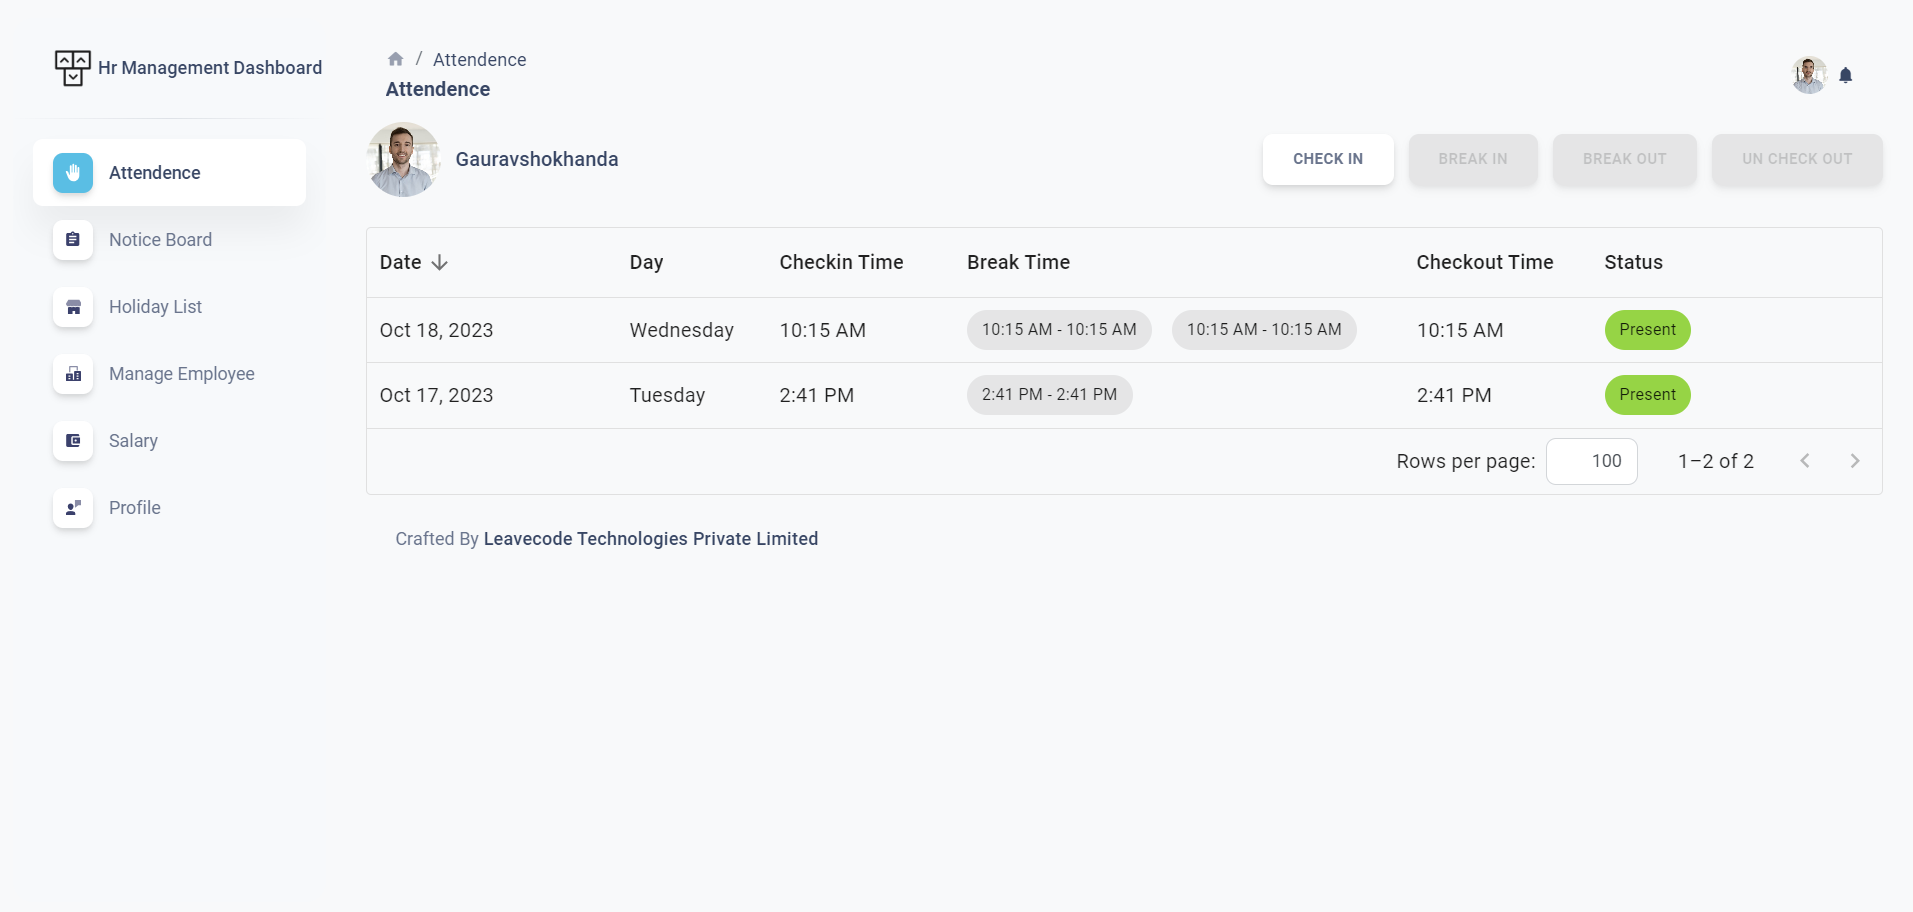 Hr Management Dashboard
Attendence
Notice Board
Holiday List
Manage Employee
Salary
Profile
/ Attendence
Attendence
Gauravshokhanda
CHECK IN BREAK IN BREAK OUT UN CHECK OUT
Date Day Checkin Time Break Time Checkout Time Status
Oct 18, 2023 Wednesday 10:15 AM 10:15 AM - 10:15 AM 10:15 AM - 10:15 AM 10:15 AM Present
Oct 17, 2023 Tuesday 2:41 PM 2:41 PM - 2:41 PM 2:41 PM Present
Rows per page: 100 1–2 of 2
Crafted By Leavecode Technologies Private Limited